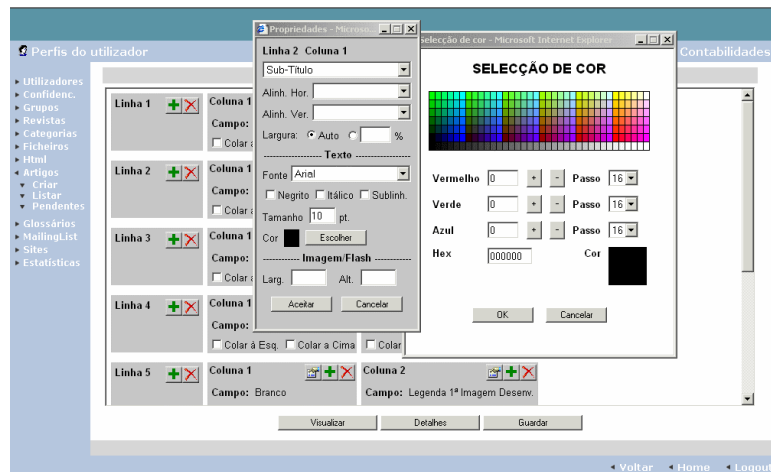 Perfis do utilizador
Contabilidades
Utilizadores
Confidenc.
Grupos
Revistas
Categorias
Ficheiros
Html
Artigos
Criar
Listar
Pendentes
Glossários
MailingList
Sites
Estatísticas
Linha 1
Coluna 1
Campo:
Colar
Linha 2
Coluna 1
Campo:
Colar
Linha 3
Coluna 1
Campo:
Colar
Linha 4
Coluna 1
Campo:
Colar á Esq. Colar a Cima Colar
Linha 5
Coluna 1
Campo: Branco
Coluna 2
Campo: Legenda 1ª Imagem Desenv.
Propriedades - Micros...
Linha 2 Coluna 1
Sub-Título
Alinh. Hor.
Alinh. Ver.
Largura: Auto %
Texto
Fonte Arial
Negrito Itálico Sublinh.
Tamanho 10 pt.
Cor Escolher
Imagem/Flash
Larg. Alt.
Aceitar Cancelar
Selecção de cor - Microsoft Internet Explorer
SELECÇÃO DE COR
Vermelho 0 + - Passo 16
Verde 0 + - Passo 16
Azul 0 + - Passo 16
Hex 000000 Cor
OK Cancelar
Visualizar Detalhes Guardar
Voltar Home Logout